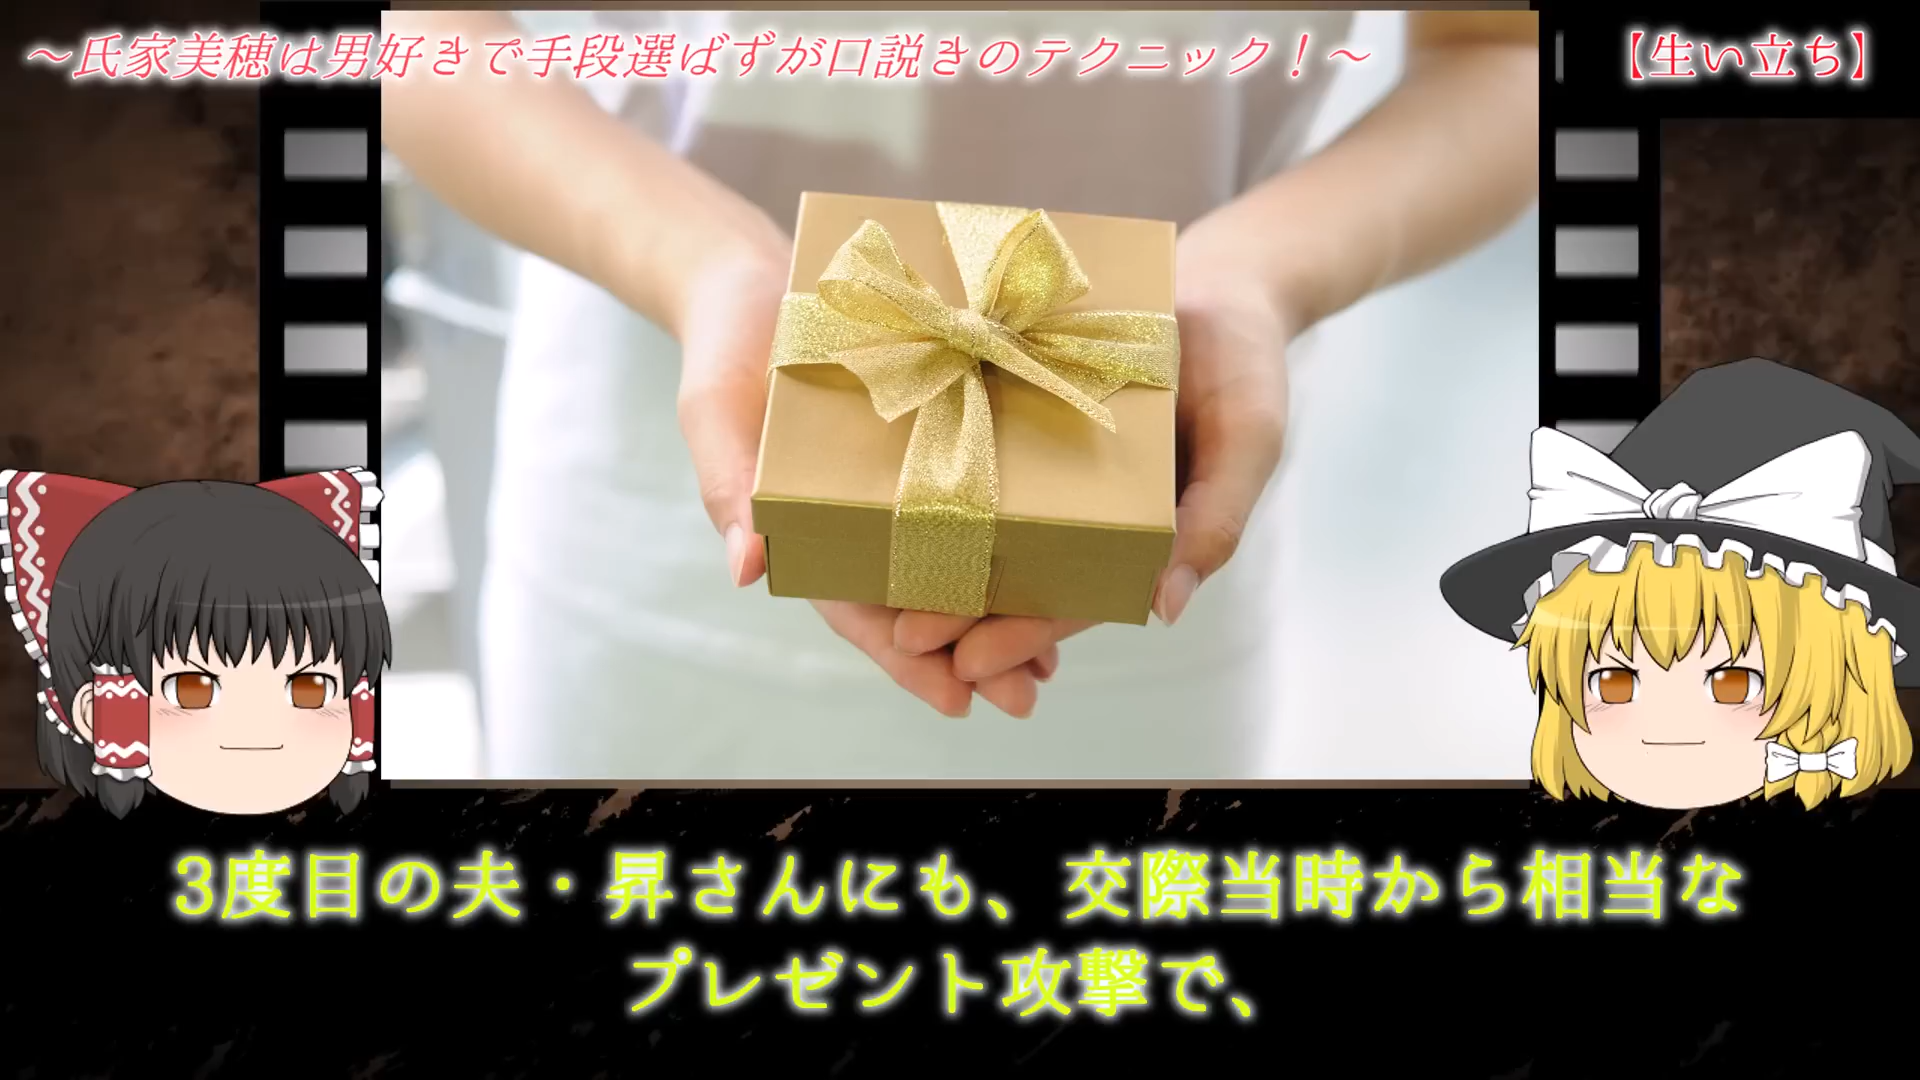 ～氏家美穂は男好きで手段選ばずが口説きのテクニック！～
【生い立ち】
3度目の夫・昇さんにも、交際当時から相当な
プレゼント攻撃で、